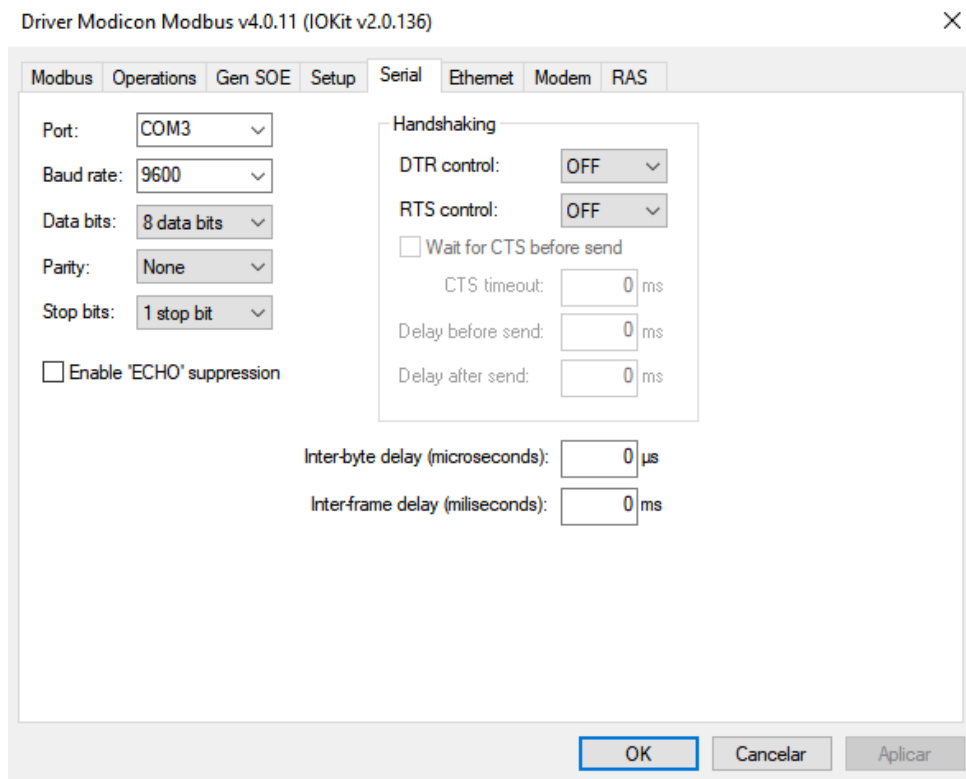 Driver Modicon Modbus v4.0.11 (IOKit v2.0.136)
Modbus Operations Gen SOE Setup Serial Ethernet Modem RAS
Port: COM3
Baud rate: 9600
Data bits: 8 data bits
Parity: None
Stop bits: 1 stop bit
Enable "ECHO" suppression
Handshaking
DTR control: OFF
RTS control: OFF
Wait for CTS before send
CTS timeout: 0 ms
Delay before send: 0 ms
Delay after send: 0 ms
Inter-byte delay (microseconds): 0 µs
Inter-frame delay (miliseconds): 0 ms
OK Cancelar Aplicar